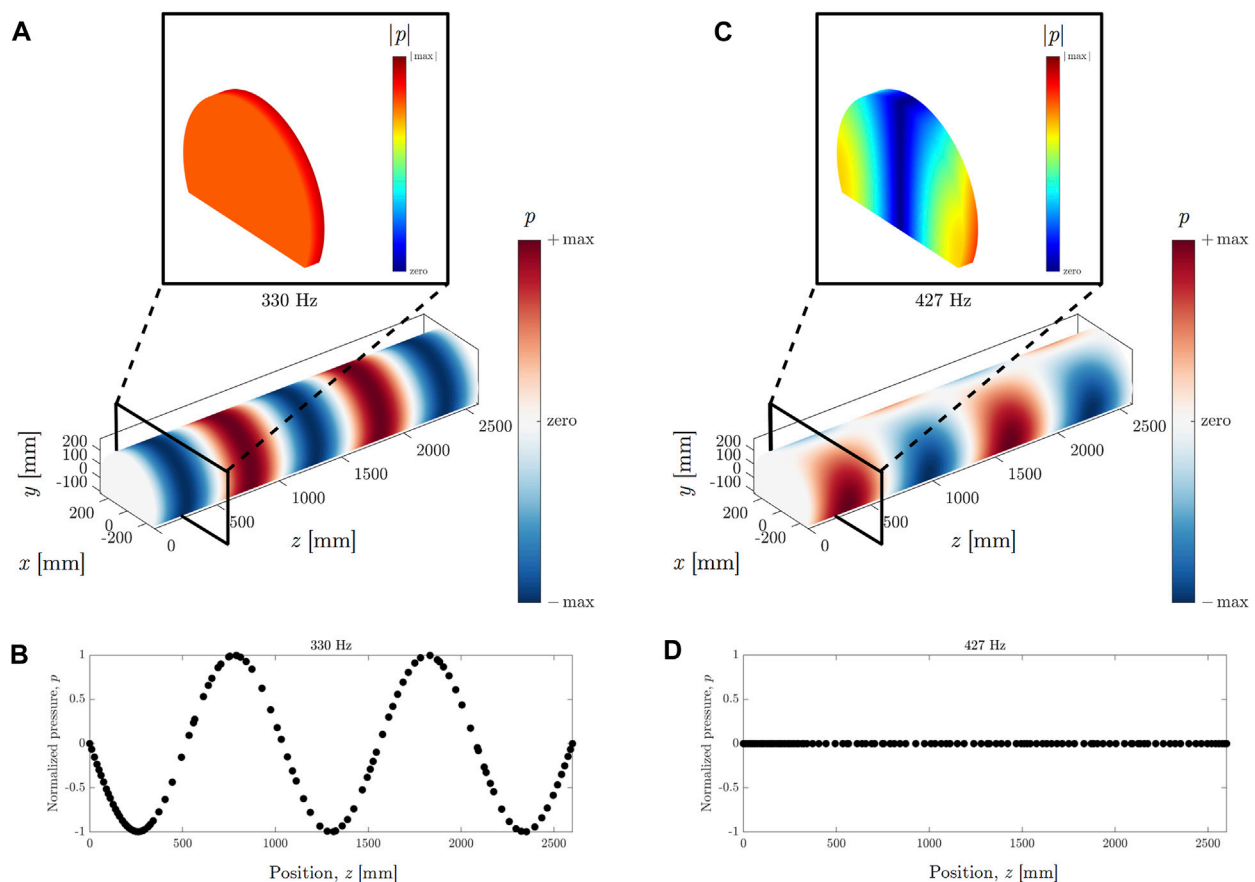 A
|p|
|max|
zero
330 Hz
p
+max
zero
−max
200
100
0
-100
y [mm]
200
0
-200
x [mm]
0
500
1000
1500
2000
2500
z [mm]
C
|p|
|max|
zero
427 Hz
p
+max
zero
−max
200
100
0
-100
y [mm]
200
0
-200
x [mm]
0
500
1000
1500
2000
2500
z [mm]
B
330 Hz
Normalized pressure, p
1
0.5
0
-0.5
-1
0
500
1000
1500
2000
2500
Position, z [mm]
D
427 Hz
Normalized pressure, p
1
0.5
0
-0.5
-1
0
500
1000
1500
2000
2500
Position, z [mm]